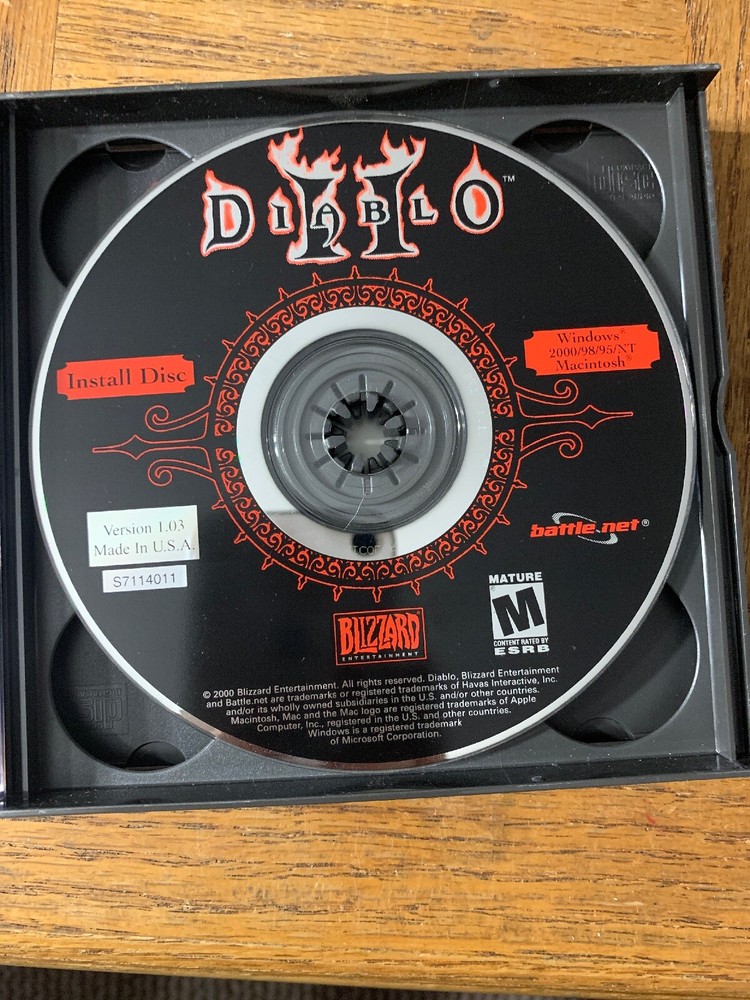 DIABLO II™
Install Disc
Windows®
2000/98/95/NT
Macintosh®
Version 1.03
Made In U.S.A.
S7114011
battle.net®
BLIZZARD
ENTERTAINMENT
MATURE
M
CONTENT RATED BY
ESRB
© 2000 Blizzard Entertainment. All rights reserved. Diablo, Blizzard Entertainment
and Battle.net are trademarks or registered trademarks of Havas Interactive, Inc.
and/or its wholly owned subsidiaries in the U.S. and/or other countries.
Macintosh, Mac and the Mac logo are registered trademarks of Apple
Computer, Inc., registered in the U.S. and/or other countries.
Windows is a registered trademark
of Microsoft Corporation.